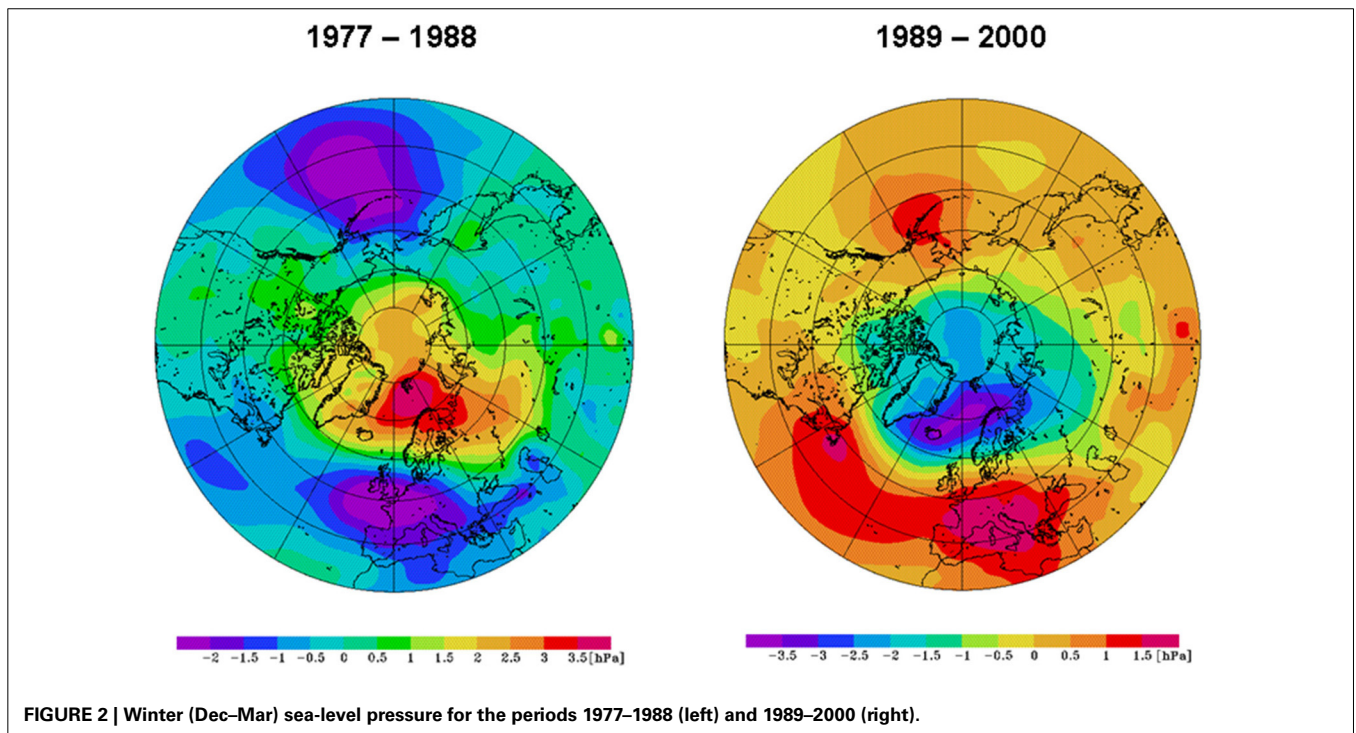 1977 – 1988
1989 – 2000
−2 −1.5 −1 −0.5 0 0.5 1 1.5 2 2.5 3 3.5[hPa]
−3.5 −3 −2.5 −2 −1.5 −1 −0.5 0 0.5 1 1.5 [hPa]
FIGURE 2 | Winter (Dec–Mar) sea-level pressure for the periods 1977–1988 (left) and 1989–2000 (right).